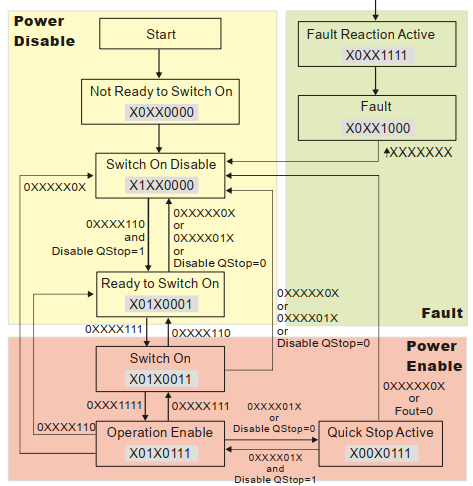 Power
Disable
Start
Fault Reaction Active
X0XX1111
Not Ready to Switch On
X0XX0000
Fault
X0XX1000
Switch On Disable
X1XX0000
XXXXXXX
0XXXXX0X
0XXXX110
and
Disable QStop=1
0XXXXX0X
or
0XXXX01X
or
Disable QStop=0
Ready to Switch On
X01X0001
0XXXXX0X
or
0XXXX01X
or
Disable QStop=0
Fault
0XXXX111
0XXXX110
Power
Enable
Switch On
X01X0011
0XXXXX0X
or
Fout=0
0XXX1111
0XXXX111
0XXXX110
Operation Enable
X01X0111
0XXXX01X
or
Disable QStop=0
0XXXX01X
and
Disable QStop=1
Quick Stop Active
X00X0111